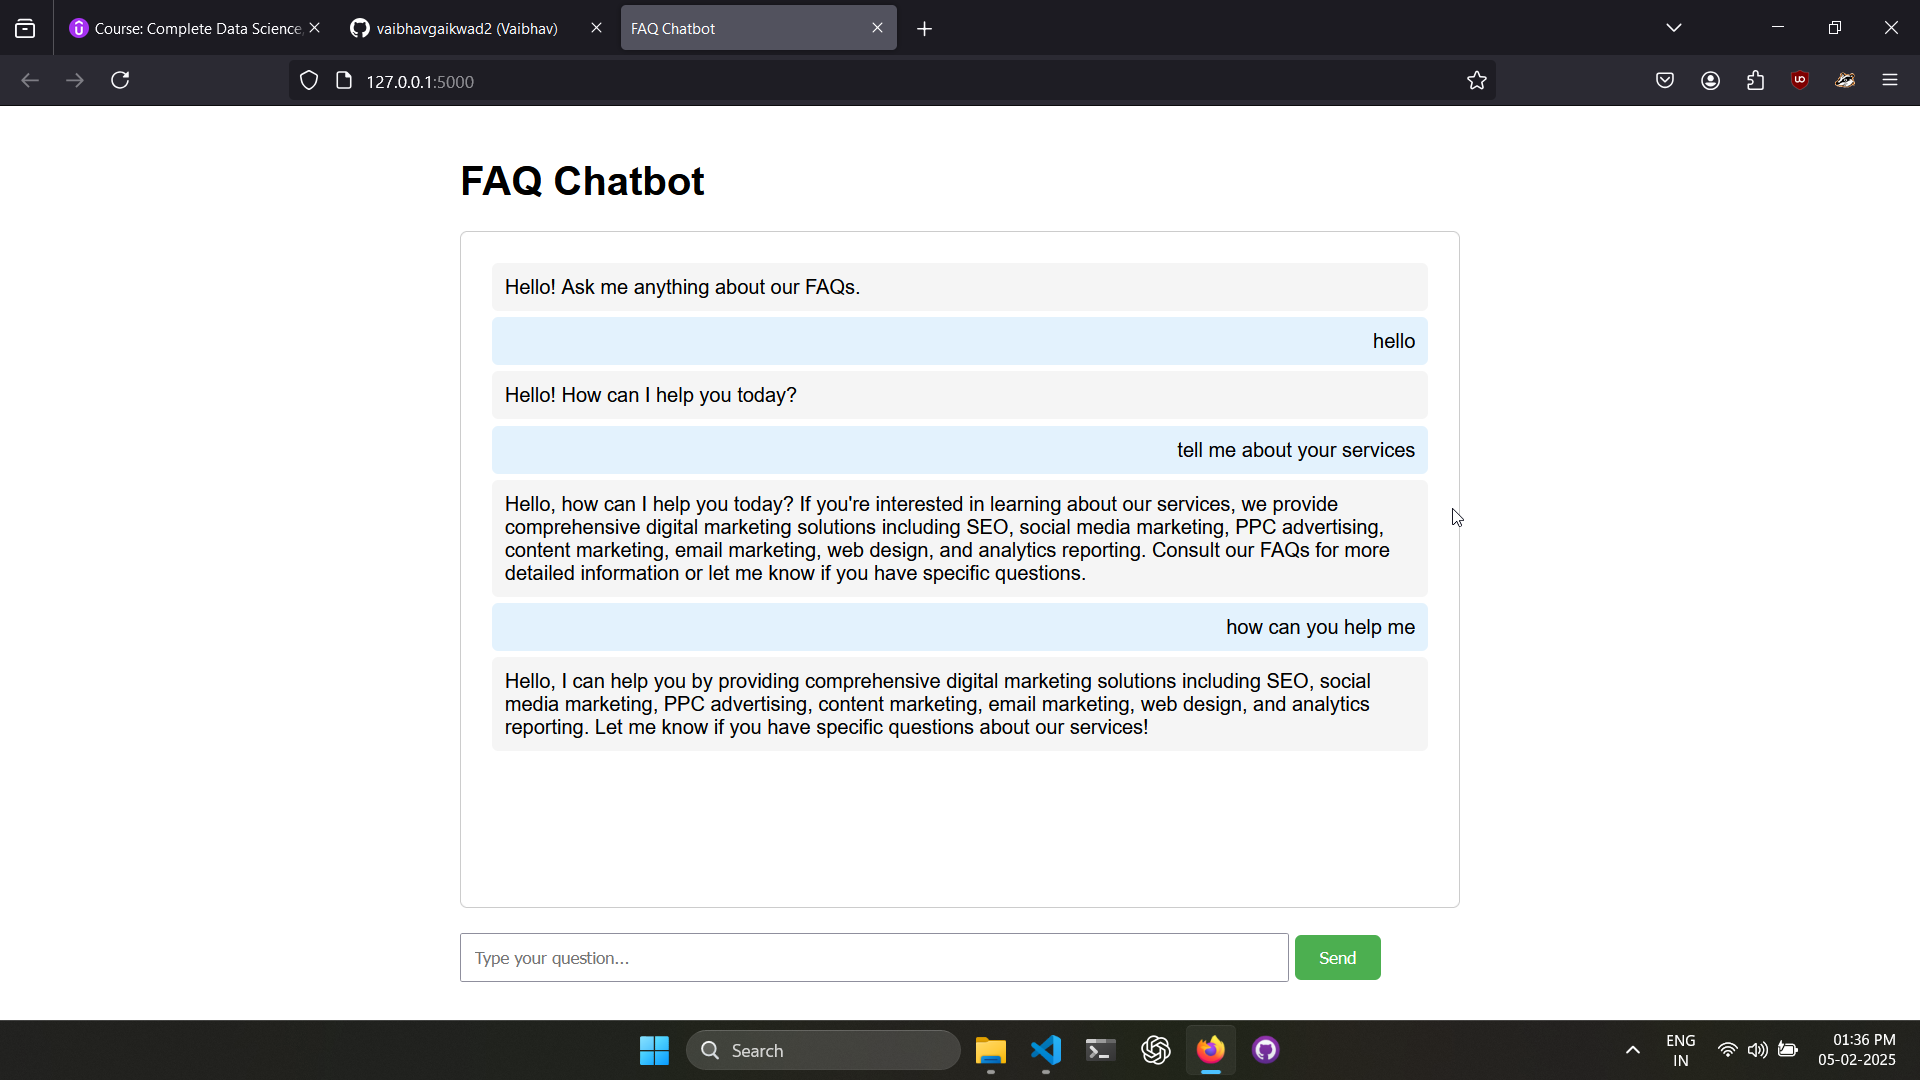 Course: Complete Data Science,
vaibhavgaikwad2 (Vaibhav)
FAQ Chatbot
127.0.0.1:5000
FAQ Chatbot
Hello! Ask me anything about our FAQs.
hello
Hello! How can I help you today?
tell me about your services
Hello, how can I help you today? If you're interested in learning about our services, we provide
comprehensive digital marketing solutions including SEO, social media marketing, PPC advertising,
content marketing, email marketing, web design, and analytics reporting. Consult our FAQs for more
detailed information or let me know if you have specific questions.
how can you help me
Hello, I can help you by providing comprehensive digital marketing solutions including SEO, social
media marketing, PPC advertising, content marketing, email marketing, web design, and analytics
reporting. Let me know if you have specific questions about our services!
Type your question...
Send
Search
ENG
IN
01:36 PM
05-02-2025